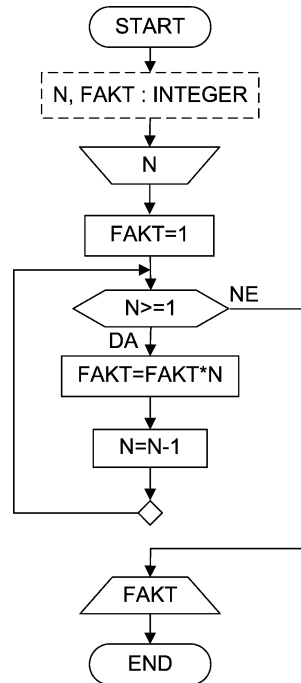 START
N, FAKT : INTEGER
N
FAKT=1
N>=1
NE
DA
FAKT=FAKT*N
N=N-1
FAKT
END